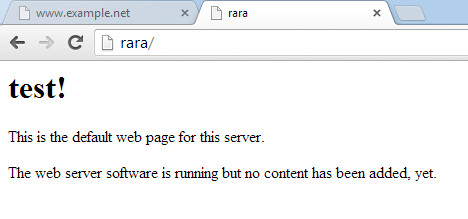 www.example.net
rara
rara/
test!
This is the default web page for this server.
The web server software is running but no content has been added, yet.